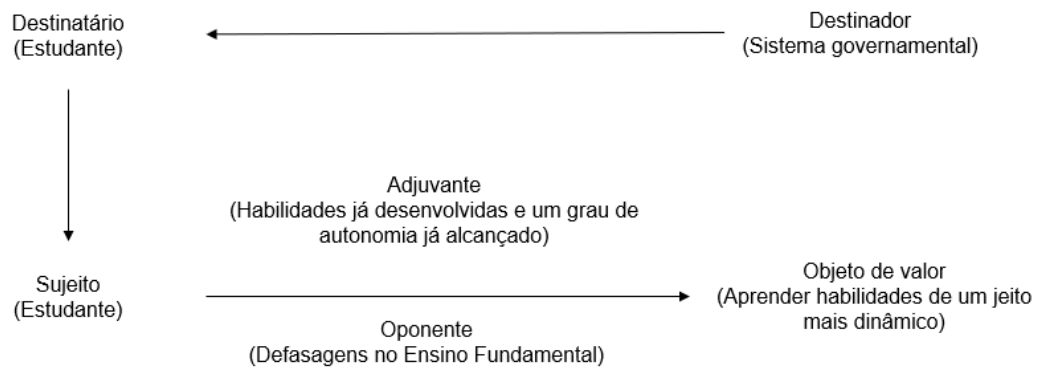 Destinatário
(Estudante)
Destinador
(Sistema governamental)
Adjuvante
(Habilidades já desenvolvidas e um grau de
autonomia já alcançado)
Sujeito
(Estudante)
Objeto de valor
(Aprender habilidades de um jeito
mais dinâmico)
Oponente
(Defasagens no Ensino Fundamental)